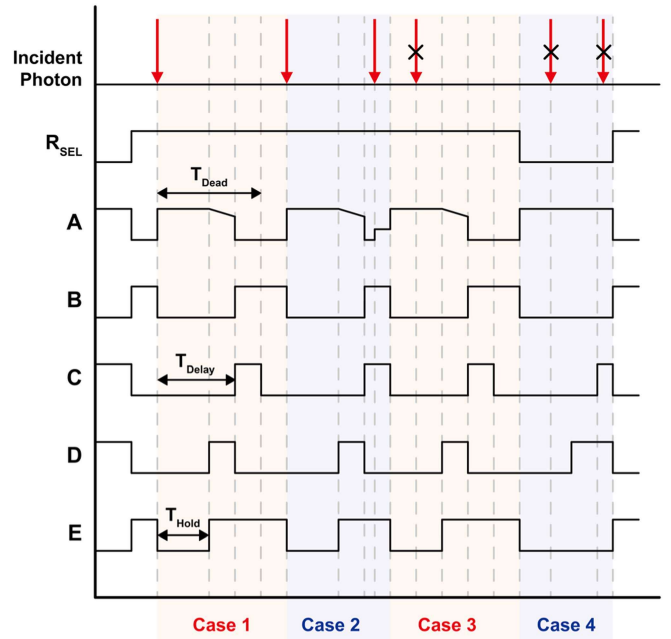 Incident
Photon
R_SEL
T_Dead
A
B
T_Delay
C
D
T_Hold
E
Case 1 Case 2 Case 3 Case 4